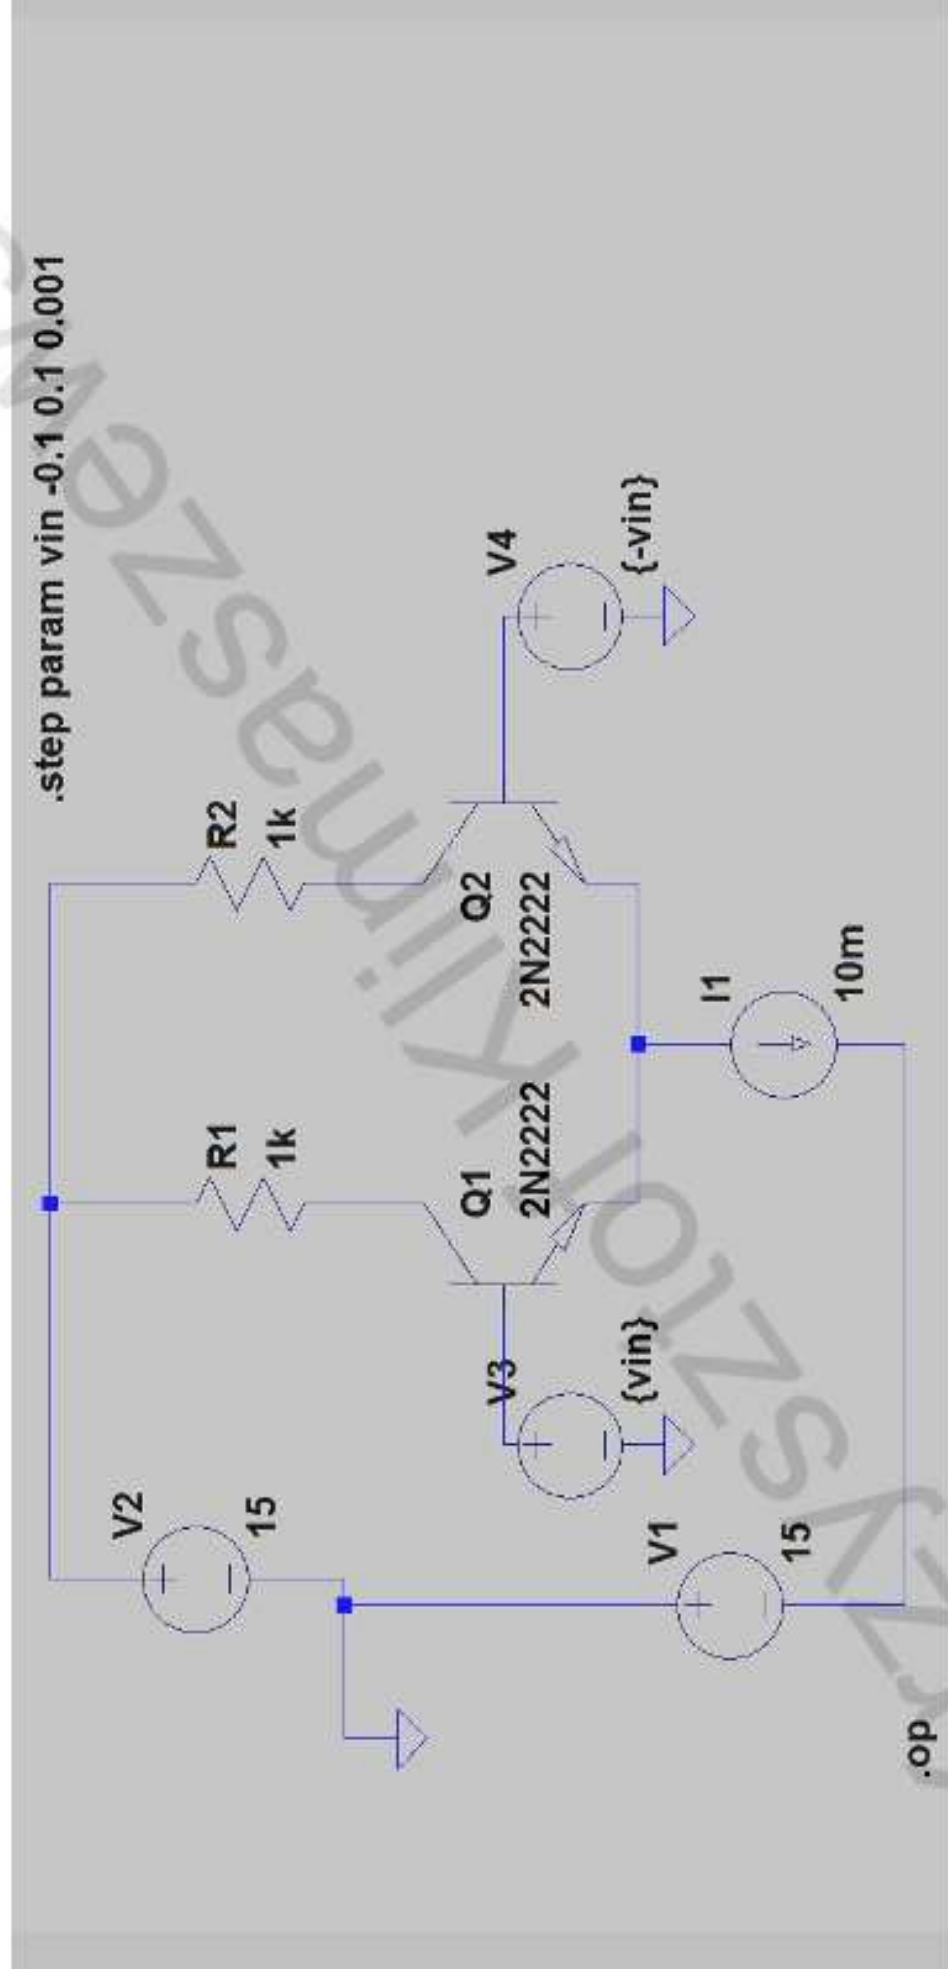 .step param vin -0.1 0.1 0.001
V2
15
R1
1k
R2
1k
V3
{vin}
Q1
2N2222
Q2
2N2222
V4
{-vin}
V1
15
I1
10m
.op